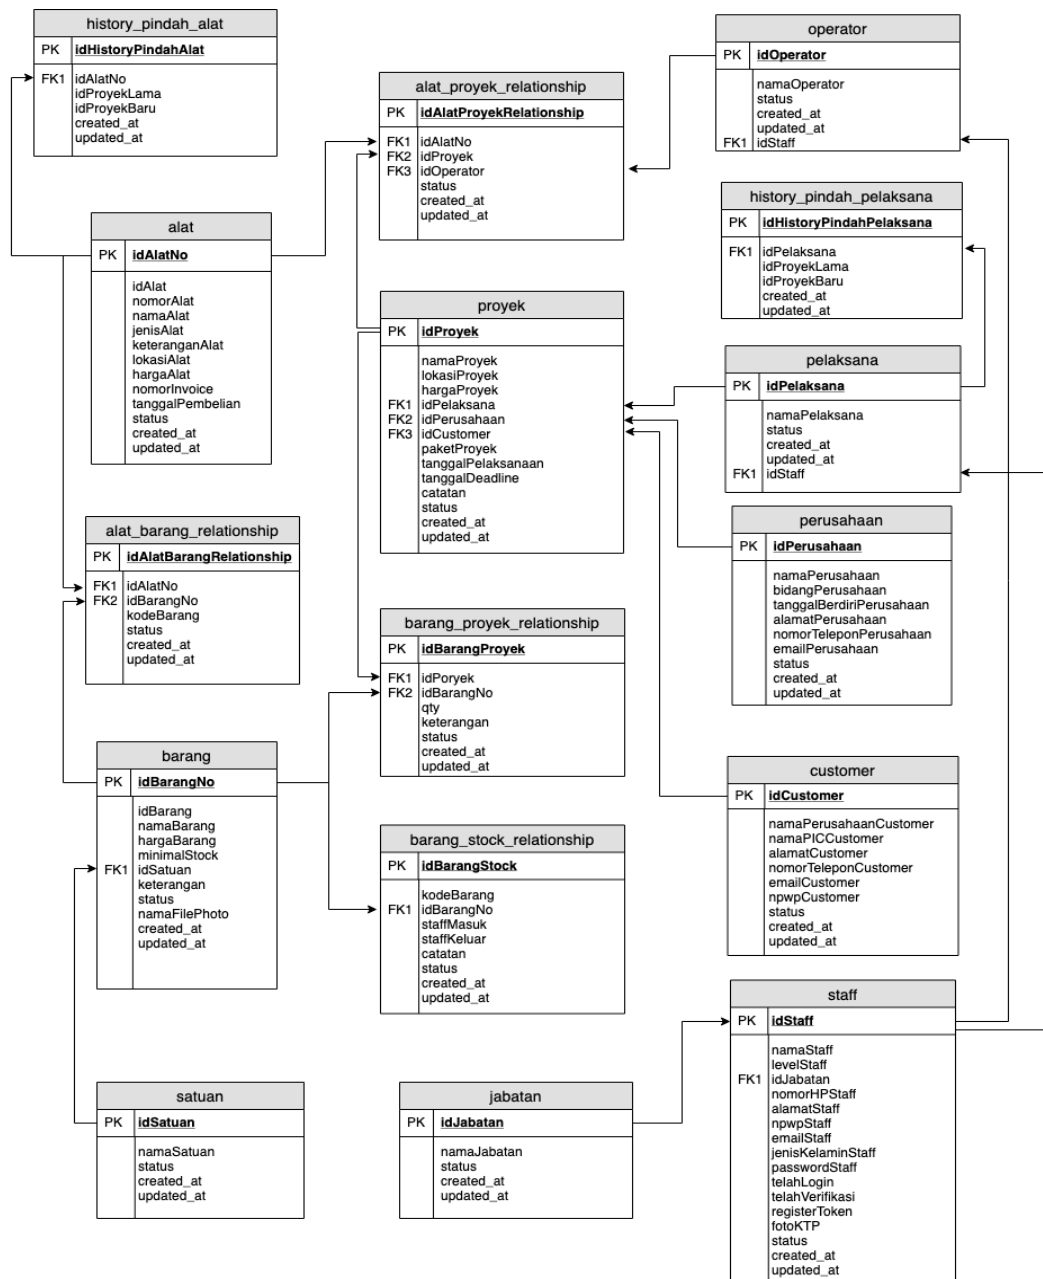 history_pindah_alat
PK idHistoryPindahAlat
FK1 idAlatNo
idProyekLama
idProyekBaru
created_at
updated_at
alat_proyek_relationship
PK idAlatProyekRelationship
FK1 idAlatNo
FK2 idProyek
FK3 idOperator
status
created_at
updated_at
operator
PK idOperator
namaOperator
status
created_at
updated_at
FK1 idStaff
history_pindah_pelaksana
PK idHistoryPindahPelaksana
FK1 idPelaksana
idProyekLama
idProyekBaru
created_at
updated_at
alat
PK idAlatNo
idAlat
nomorAlat
namaAlat
jenisAlat
keteranganAlat
lokasiAlat
hargaAlat
nomorInvoice
tanggalPembelian
status
created_at
updated_at
proyek
PK idProyek
namaProyek
lokasiProyek
hargaProyek
FK1 idPelaksana
FK2 idPerusahaan
FK3 idCustomer
paketProyek
tanggalPelaksanaan
tanggalDeadline
catatan
status
created_at
updated_at
pelaksana
PK idPelaksana
namaPelaksana
status
created_at
updated_at
FK1 idStaff
alat_barang_relationship
PK idAlatBarangRelationship
FK1 idAlatNo
FK2 idBarangNo
kodeBarang
status
created_at
updated_at
perusahaan
PK idPerusahaan
namaPerusahaan
bidangPerusahaan
tanggalBerdiriPerusahaan
alamatPerusahaan
nomorTeleponPerusahaan
emailPerusahaan
status
created_at
updated_at
barang_proyek_relationship
PK idBarangProyek
FK1 idPoryek
FK2 idBarangNo
qty
keterangan
status
created_at
updated_at
barang
PK idBarangNo
idBarang
namaBarang
hargaBarang
minimalStock
FK1 idSatuan
keterangan
status
namaFilePhoto
created_at
updated_at
customer
PK idCustomer
namaPerusahaanCustomer
namaPICCustomer
alamatCustomer
nomorTeleponCustomer
emailCustomer
npwpCustomer
status
created_at
updated_at
barang_stock_relationship
PK idBarangStock
kodeBarang
FK1 idBarangNo
staffMasuk
staffKeluar
catatan
status
created_at
updated_at
staff
PK idStaff
namaStaff
levelStaff
FK1 idJabatan
nomorHPStaff
alamatStaff
npwpStaff
emailStaff
jenisKelaminStaff
passwordStaff
telahLogin
telahVerifikasi
registerToken
fotoKTP
status
created_at
updated_at
satuan
PK idSatuan
namaSatuan
status
created_at
updated_at
jabatan
PK idJabatan
namaJabatan
status
created_at
updated_at